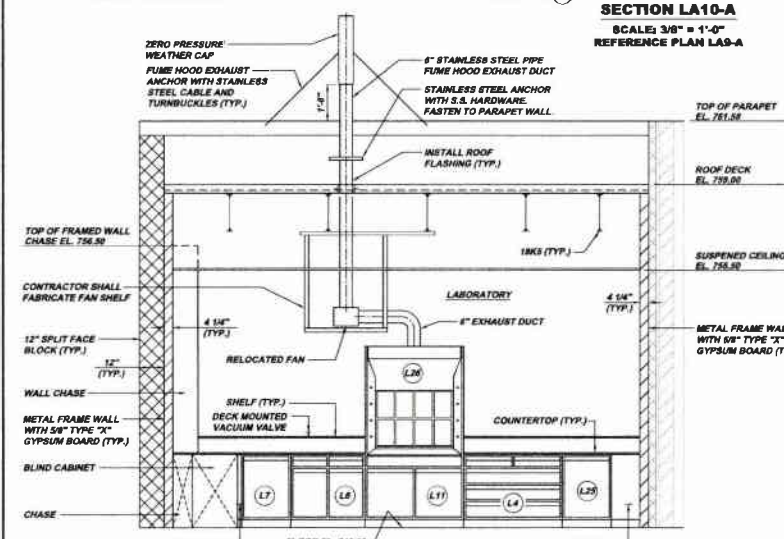 SECTION LA10-A
SCALE: 3/8" = 1'-0"
REFERENCE PLAN LA9-A
ZERO PRESSURE
WEATHER CAP
FUME HOOD EXHAUST
ANCHOR WITH STAINLESS
STEEL CABLE AND
TURNBUCKLES (TYP.)
6" STAINLESS STEEL PIPE
FUME HOOD EXHAUST DUCT
STAINLESS STEEL ANCHOR
WITH S.S. HARDWARE.
FASTEN TO PARAPET WALL
1'-6"
TOP OF PARAPET
EL. 761.58
INSTALL ROOF
FLASHING (TYP.)
ROOF DECK
EL. 759.00
TOP OF FRAMED WALL
CHASE EL. 756.50
18K5 (TYP.)
SUSPENED CEILING
EL. 755.50
CONTRACTOR SHALL
FABRICATE FAN SHELF
LABORATORY
4 1/4"
(TYP.)
4 1/4"
(TYP.)
6" EXHAUST DUCT
12" SPLIT FACE
BLOCK (TYP.)
METAL FRAME WAL
WITH 5/8" TYPE "X"
GYPSUM BOARD (T
12"
(TYP.)
RELOCATED FAN
L26
WALL CHASE
SHELF (TYP.)
DECK MOUNTED
VACUUM VALVE
COUNTERTOP (TYP.)
METAL FRAME WALL
WITH 5/8" TYPE "X"
GYPSUM BOARD (TYP.)
BLIND CABINET
L7
L6
L11
L4
L25
CHASE